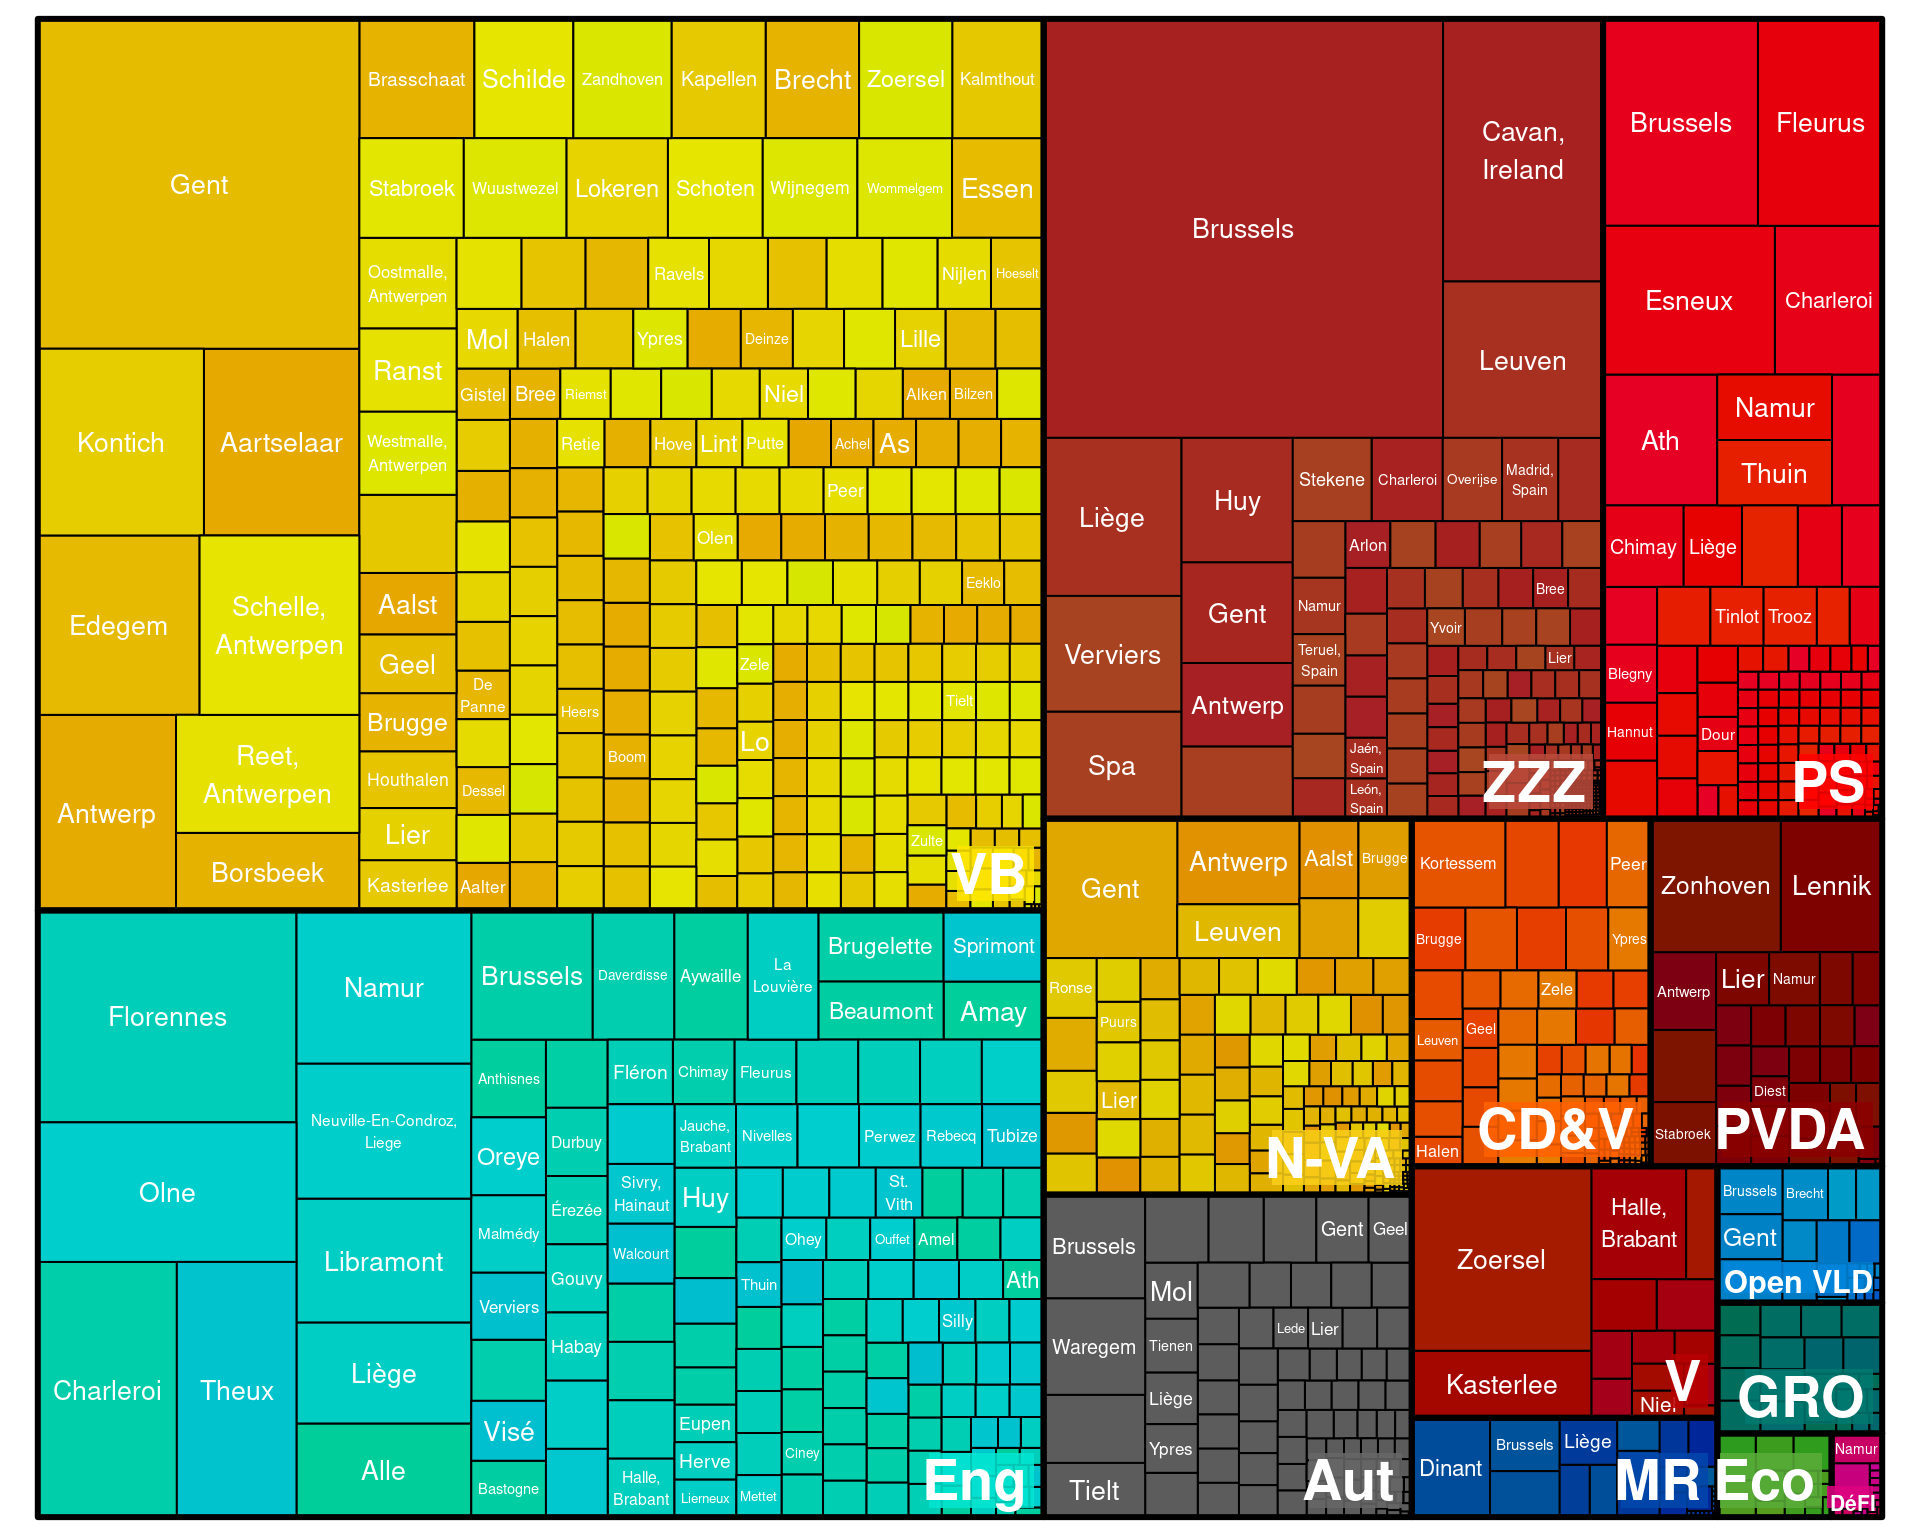 Gent
Brasschaat
Schilde
Zandhoven
Kapellen
Brecht
Zoersel
Kalmthout
Stabroek
Wuustwezel
Lokeren
Schoten
Wijnegem
Wommelgem
Essen
Oostmalle,
Antwerpen
Ravels
Nijlen
Hoeselt
Mol
Halen
Ypres
Deinze
Lille
Ranst
Gistel
Bree
Riemst
Niel
Alken
Bilzen
Kontich
Aartselaar
Westmalle,
Antwerpen
Retie
Hove
Lint
Putte
Achel
As
Peer
Olen
Eeklo
Edegem
Schelle,
Antwerpen
Aalst
Geel
De
Panne
Zele
Heers
Tielt
Brugge
Boom
Lo
Antwerp
Reet,
Antwerpen
Houthalen
Dessel
Lier
Borsbeek
Kasterlee
Aalter
Zulte
VB
Brussels
Cavan,
Ireland
Leuven
Liège
Huy
Stekene
Charleroi
Overijse
Madrid,
Spain
Arlon
Bree
Verviers
Gent
Namur
Yvoir
Teruel,
Spain
Lier
Antwerp
Spa
Jaén,
Spain
León,
Spain
ZZZ
Brussels
Fleurus
Esneux
Charleroi
Ath
Namur
Thuin
Chimay
Liège
Tinlot
Trooz
Blegny
Hannut
Dour
PS
Florennes
Namur
Brussels
Daverdisse
Aywaille
La
Louvière
Brugelette
Sprimont
Beaumont
Amay
Neuville-En-Condroz,
Liege
Anthisnes
Fléron
Chimay
Fleurus
Olne
Oreye
Durbuy
Jauche,
Brabant
Nivelles
Perwez
Rebecq
Tubize
Libramont
Malmédy
Érezée
Sivry,
Hainaut
Huy
St.
Vith
Walcourt
Ohey
Ouffet
Amel
Charleroi
Theux
Verviers
Gouvy
Thuin
Ath
Liège
Habay
Silly
Alle
Visé
Bastogne
Eupen
Herve
Halle,
Brabant
Lierneux
Ciney
Mettet
Eng
Gent
Antwerp
Aalst
Brugge
Leuven
Ronse
Puurs
Lier
N-VA
Kortessem
Peer
Brugge
Ypres
Zele
Leuven
Geel
Halen
CD&V
Zonhoven
Lennik
Antwerp
Lier
Namur
Diest
Stabroek
PVDA
Brussels
Gent
Geel
Mol
Waregem
Tienen
Lede
Lier
Liège
Ypres
Tielt
Aut
Zoersel
Halle,
Brabant
Kasterlee
V
Brussels
Brecht
Gent
Open VLD
GRO
Dinant
Brussels
Liège
MR
Eco
Namur
DéFI